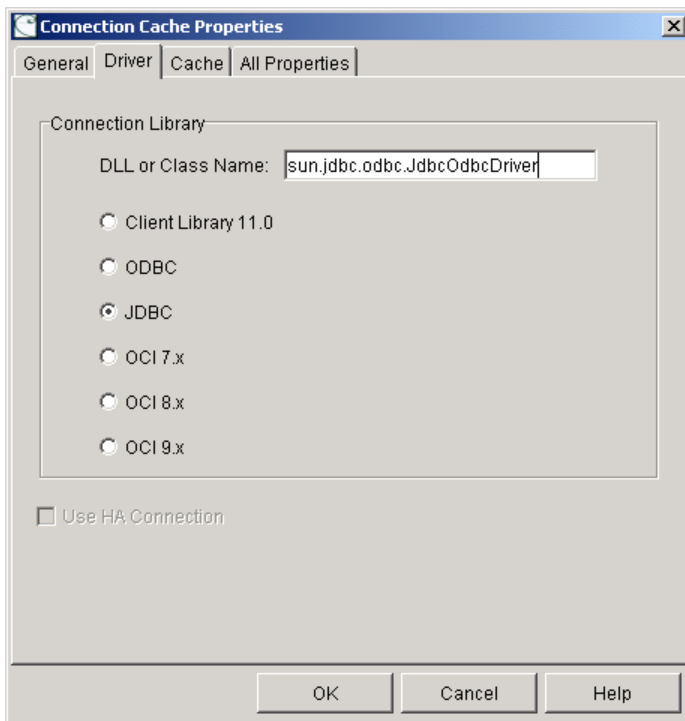 Connection Cache Properties
General Driver Cache All Properties
Connection Library
DLL or Class Name: sun.jdbc.odbc.JdbcOdbcDriver
Client Library 11.0
ODBC
JDBC
OCI 7.x
OCI 8.x
OCI 9.x
Use HA Connection
OK Cancel Help